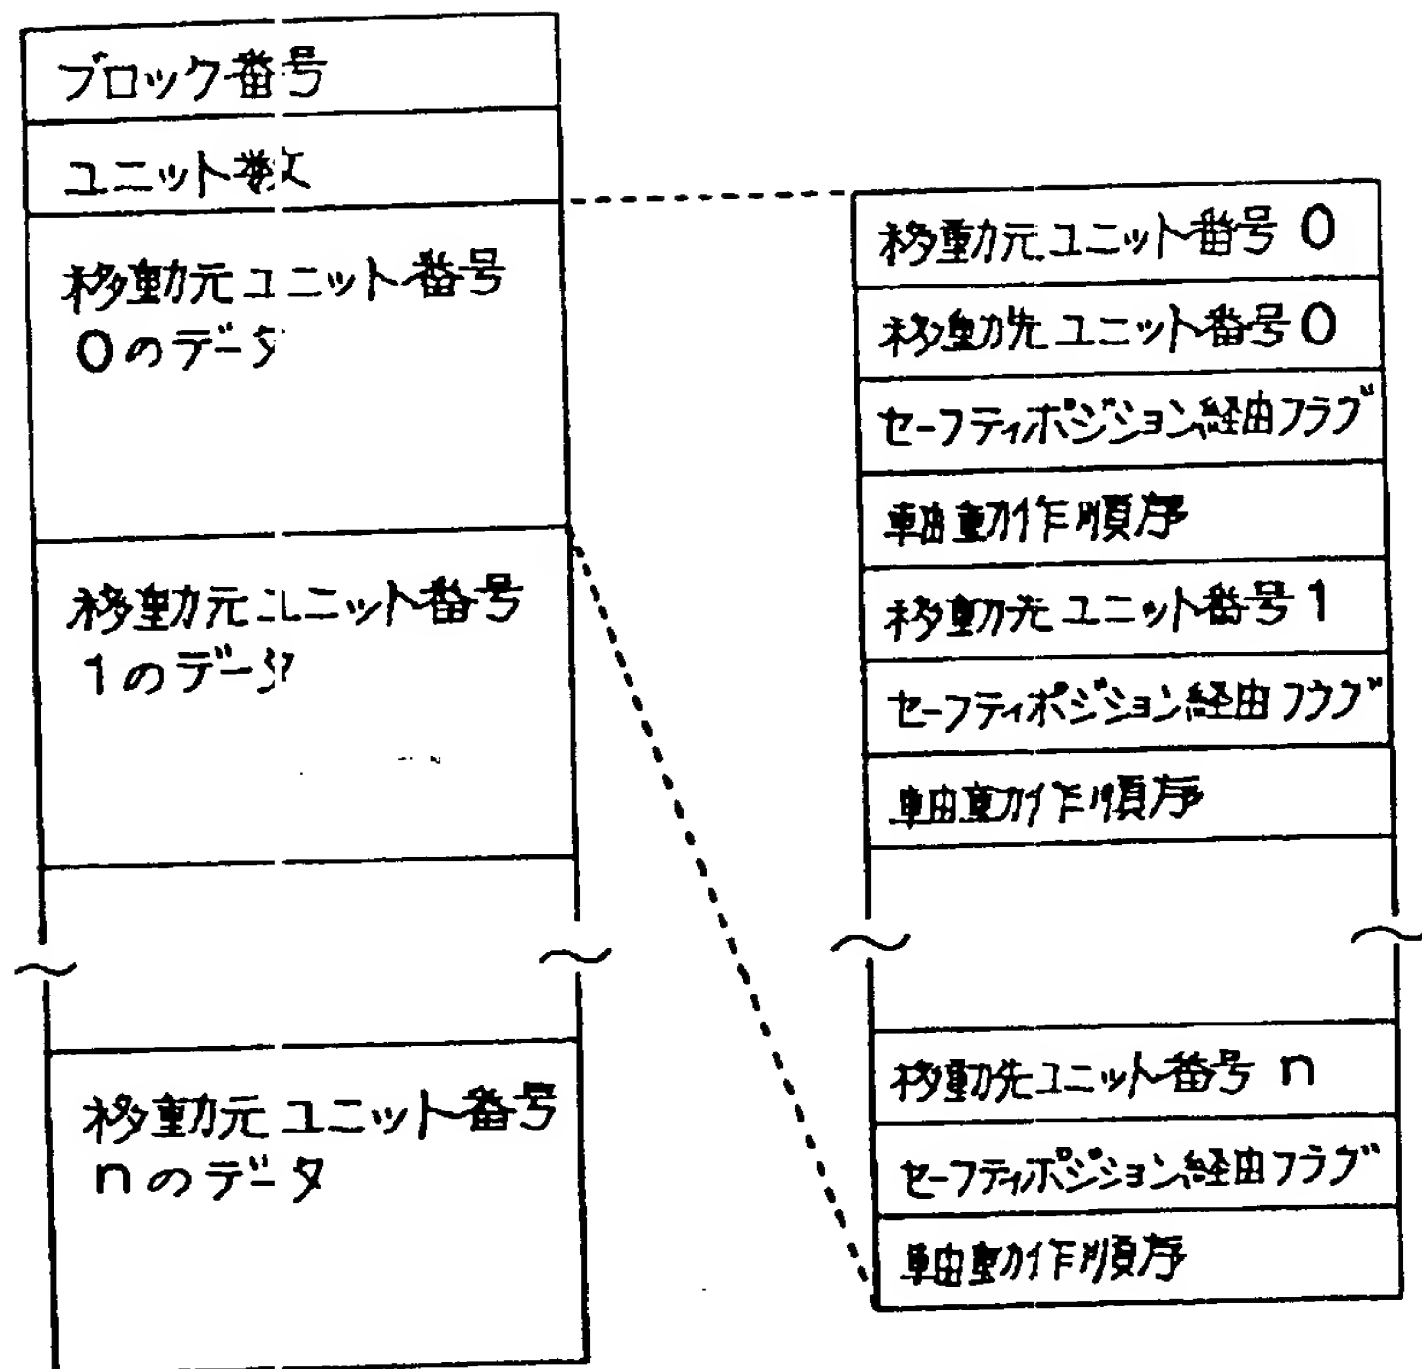 ブロック番号
ユニット数
移動元ユニット番号
0のデータ
移動元ユニット番号
1のデータ
移動元ユニット番号
nのデータ
移動元ユニット番号 0
移動先ユニット番号 0
セーフティポジション経由フラグ
軸動作順序
移動先ユニット番号 1
セーフティポジション経由フラグ
軸動作順序
移動先ユニット番号 n
セーフティポジション経由フラグ
軸動作順序